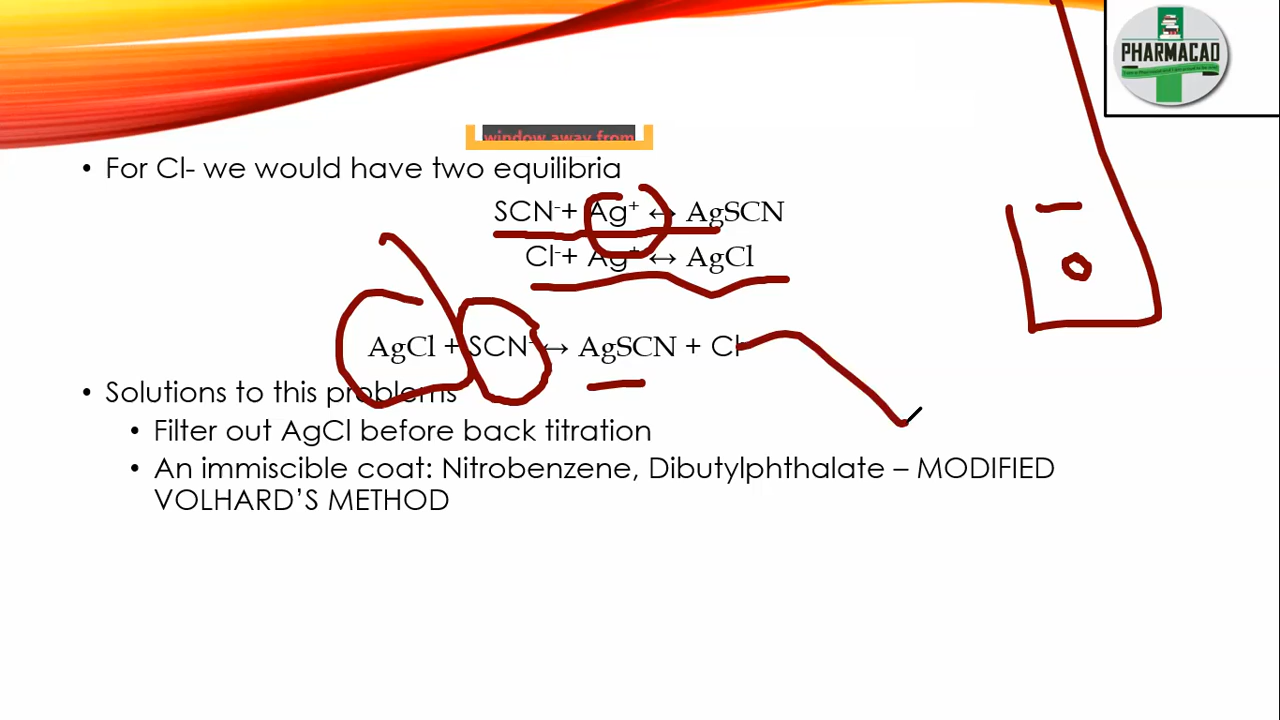 PHARMACAD
window away from
• For Cl- we would have two equilibria
SCN⁻+ Ag⁺ ↔ AgSCN
Cl⁻+ Ag⁺ ↔ AgCl
AgCl + SCN⁻ ↔ AgSCN + Cl
• Solutions to this problems
• Filter out AgCl before back titration
• An immiscible coat: Nitrobenzene, Dibutylphthalate – MODIFIED
VOLHARD’S METHOD